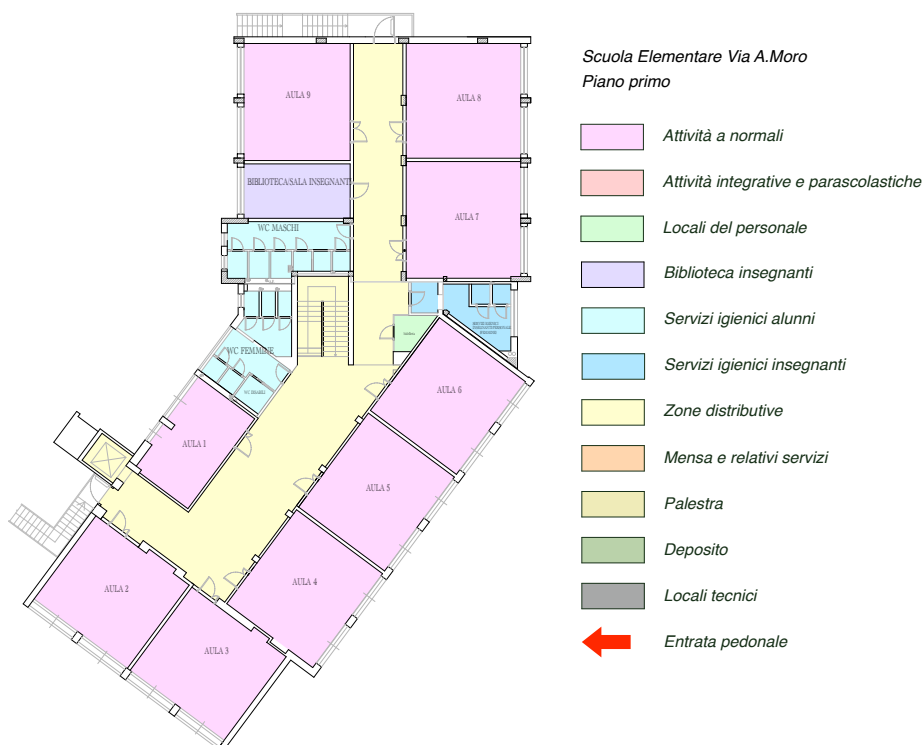 Scuola Elementare Via A.Moro
Piano primo
Attività a normali
Attività integrative e parascolastiche
Locali del personale
Biblioteca insegnanti
Servizi igienici alunni
Servizi igienici insegnanti
Zone distributive
Mensa e relativi servizi
Palestra
Deposito
Locali tecnici
Entrata pedonale
AULA 9
AULA 8
BIBLIOTECA/SALA INSEGNANTI
AULA 7
WC MASCHI
WC FEMMINE
WC DISABILI
AULA 6
AULA 1
AULA 5
AULA 4
AULA 2
AULA 3